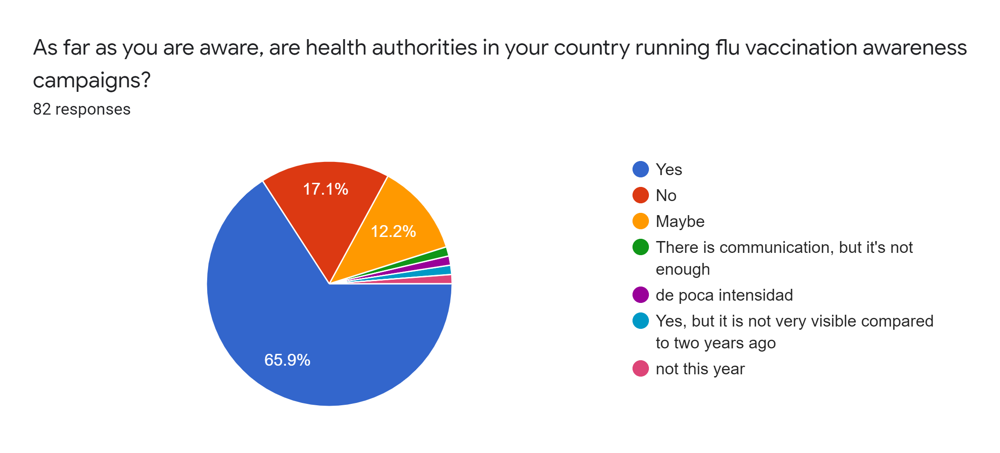 As far as you are aware, are health authorities in your country running flu vaccination awareness
campaigns?
82 responses
17.1%
12.2%
65.9%
Yes
No
Maybe
There is communication, but it's not
enough
de poca intensidad
Yes, but it is not very visible compared
to two years ago
not this year